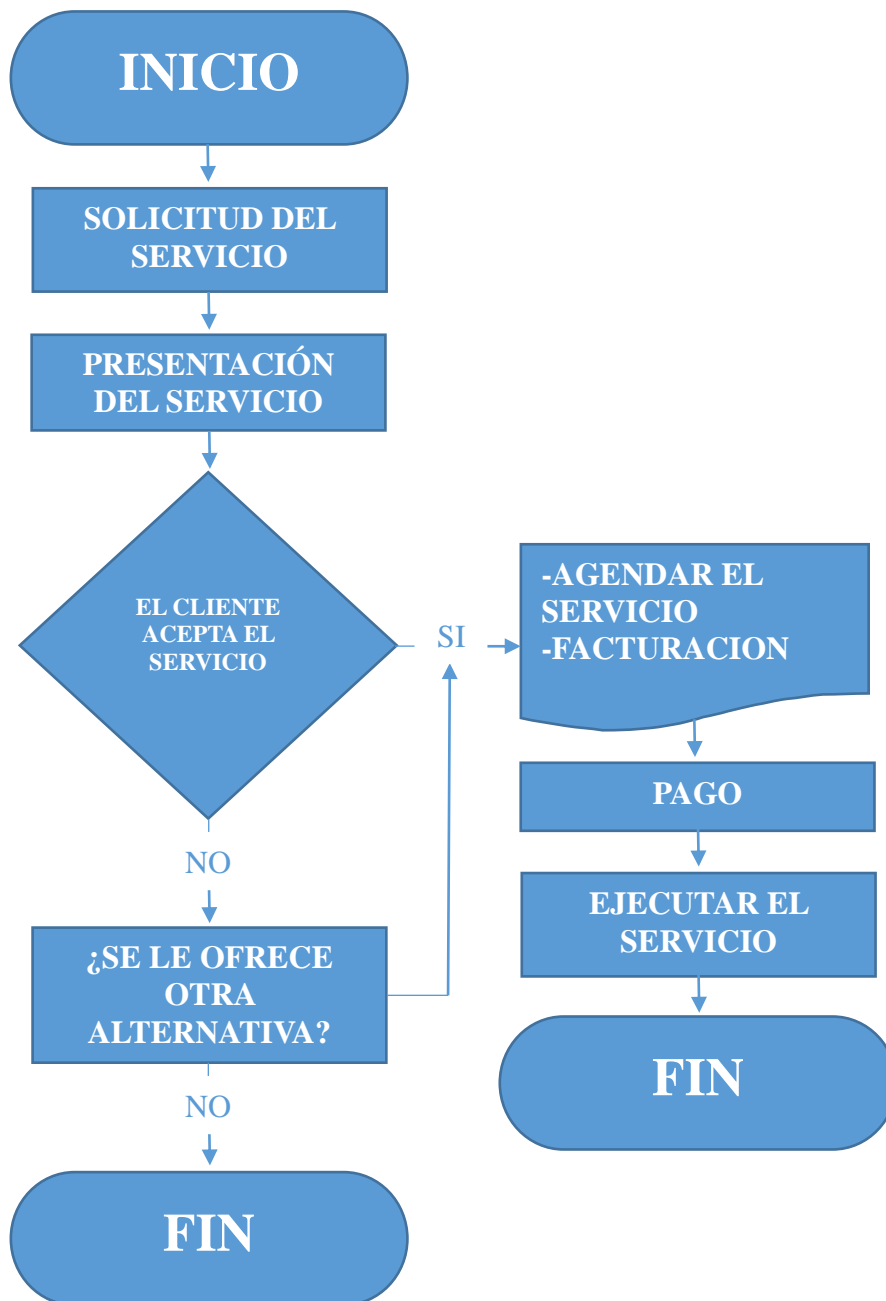 INICIO
SOLICITUD DEL
SERVICIO
PRESENTACIÓN
DEL SERVICIO
EL CLIENTE
ACEPTA EL
SERVICIO
SI
-AGENDAR EL
SERVICIO
-FACTURACION
PAGO
EJECUTAR EL
SERVICIO
FIN
NO
¿SE LE OFRECE
OTRA
ALTERNATIVA?
NO
FIN